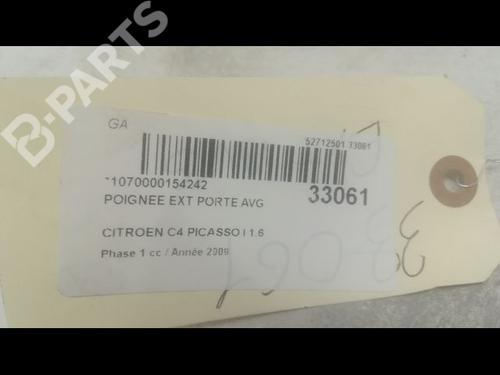 B-PARTS
GA
52712501 33061
*1070000154242
POIGNEE EXT PORTE AVG
33061
CITROEN C4 PICASSO I 1.6
Phase 1 cc / Année 2009